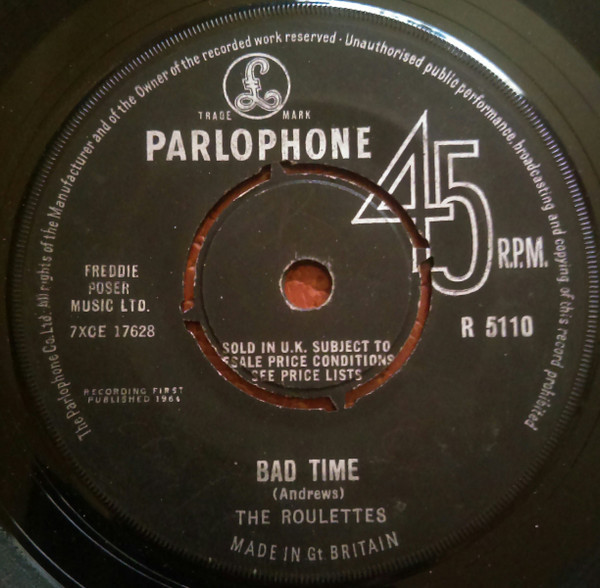 The Parlophone Co.Ltd. All rights of the Manufacturer and of the Owner of the recorded work reserved · Unauthorised public performance, broadcasting and copying of this record prohibited
£
TRADE MARK
PARLOPHONE
45
R.P.M.
FREDDIE
POSER
MUSIC LTD.
7XCE 17628
R 5110
SOLD IN U.K. SUBJECT TO
SALE PRICE CONDITIONS
SEE PRICE LISTS
RECORDING FIRST
PUBLISHED 1964
BAD TIME
(Andrews)
THE ROULETTES
MADE IN Gt BRITAIN